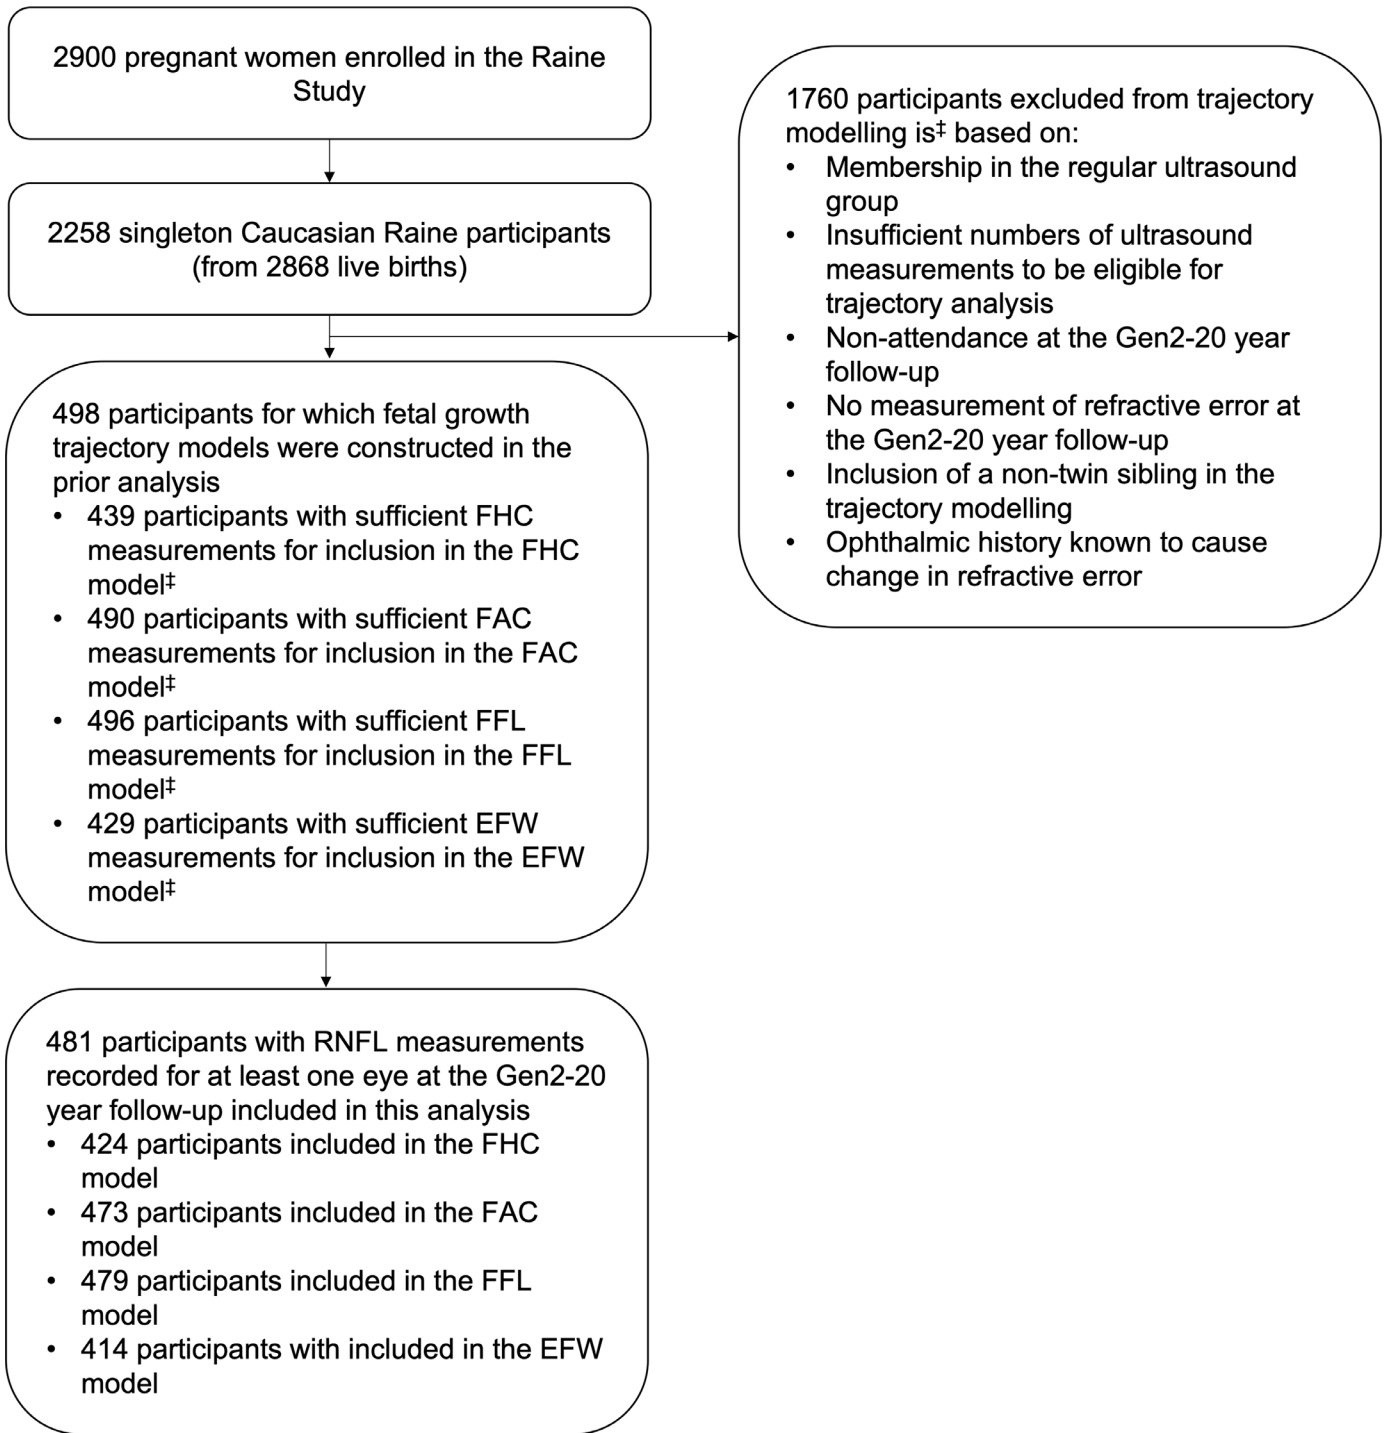 2900 pregnant women enrolled in the Raine
Study
2258 singleton Caucasian Raine participants
(from 2868 live births)
1760 participants excluded from trajectory
modelling is‡ based on:
• Membership in the regular ultrasound
group
• Insufficient numbers of ultrasound
measurements to be eligible for
trajectory analysis
• Non-attendance at the Gen2-20 year
follow-up
• No measurement of refractive error at
the Gen2-20 year follow-up
• Inclusion of a non-twin sibling in the
trajectory modelling
• Ophthalmic history known to cause
change in refractive error
498 participants for which fetal growth
trajectory models were constructed in the
prior analysis
• 439 participants with sufficient FHC
measurements for inclusion in the FHC
model‡
• 490 participants with sufficient FAC
measurements for inclusion in the FAC
model‡
• 496 participants with sufficient FFL
measurements for inclusion in the FFL
model‡
• 429 participants with sufficient EFW
measurements for inclusion in the EFW
model‡
481 participants with RNFL measurements
recorded for at least one eye at the Gen2-20
year follow-up included in this analysis
• 424 participants included in the FHC
model
• 473 participants included in the FAC
model
• 479 participants included in the FFL
model
• 414 participants with included in the EFW
model